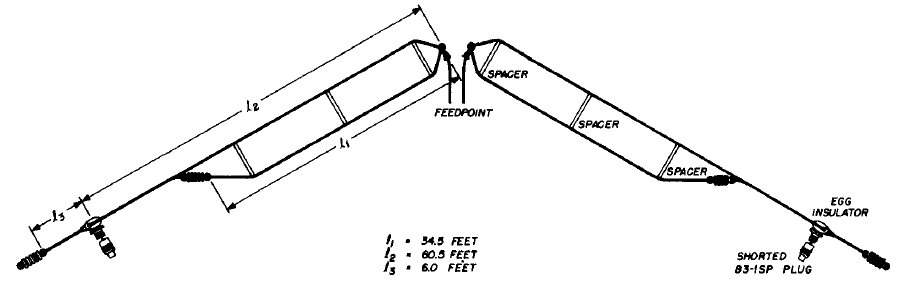 l2
l1
l3
SPACER
FEEDPOINT
SPACER
SPACER
EGG
INSULATOR
SHORTED
83-1SP PLUG
l1 = 34.5 FEET
l2 = 60.5 FEET
l3 = 6.0 FEET